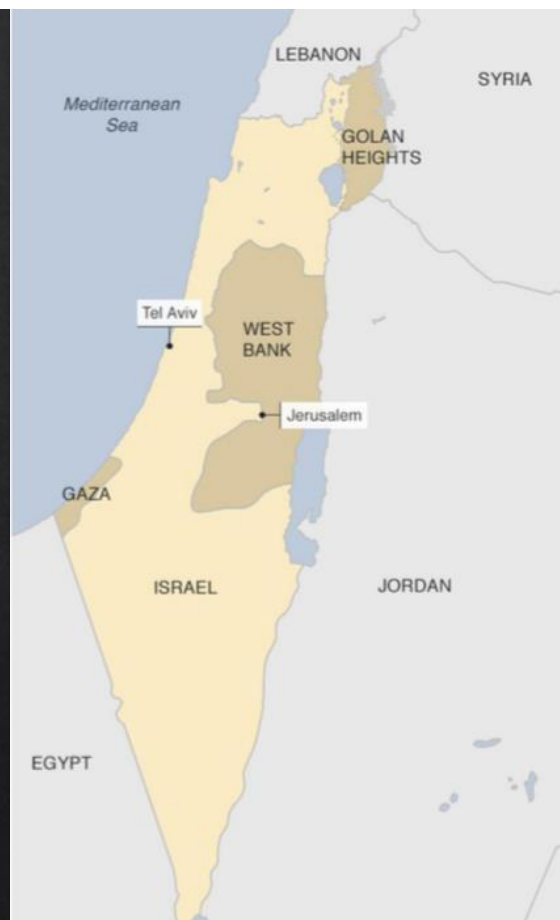 LEBANON
SYRIA
Mediterranean
Sea
GOLAN
HEIGHTS
Tel Aviv
WEST
BANK
Jerusalem
GAZA
ISRAEL
JORDAN
EGYPT